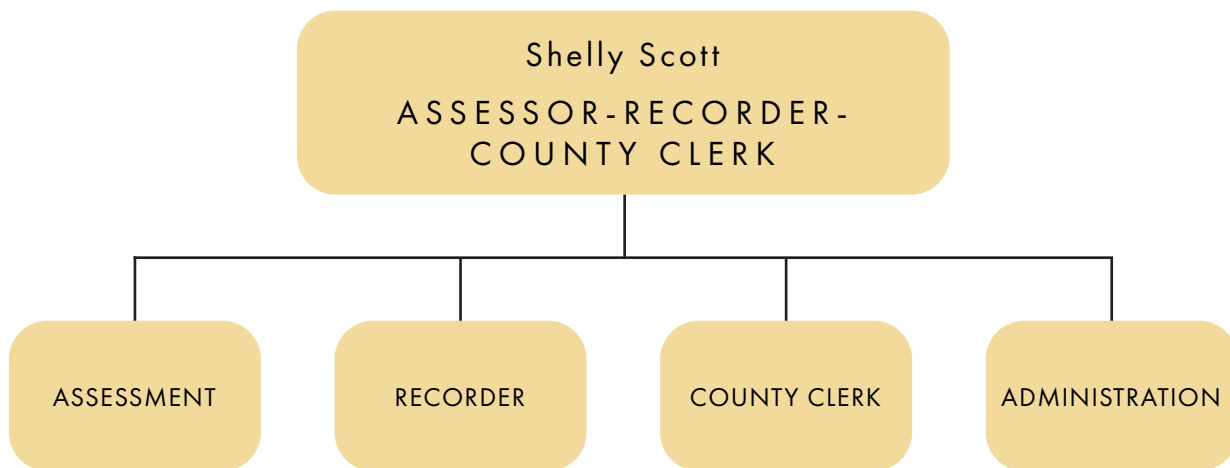 Shelly Scott
ASSESSOR-RECORDER-
COUNTY CLERK
ASSESSMENT
RECORDER
COUNTY CLERK
ADMINISTRATION